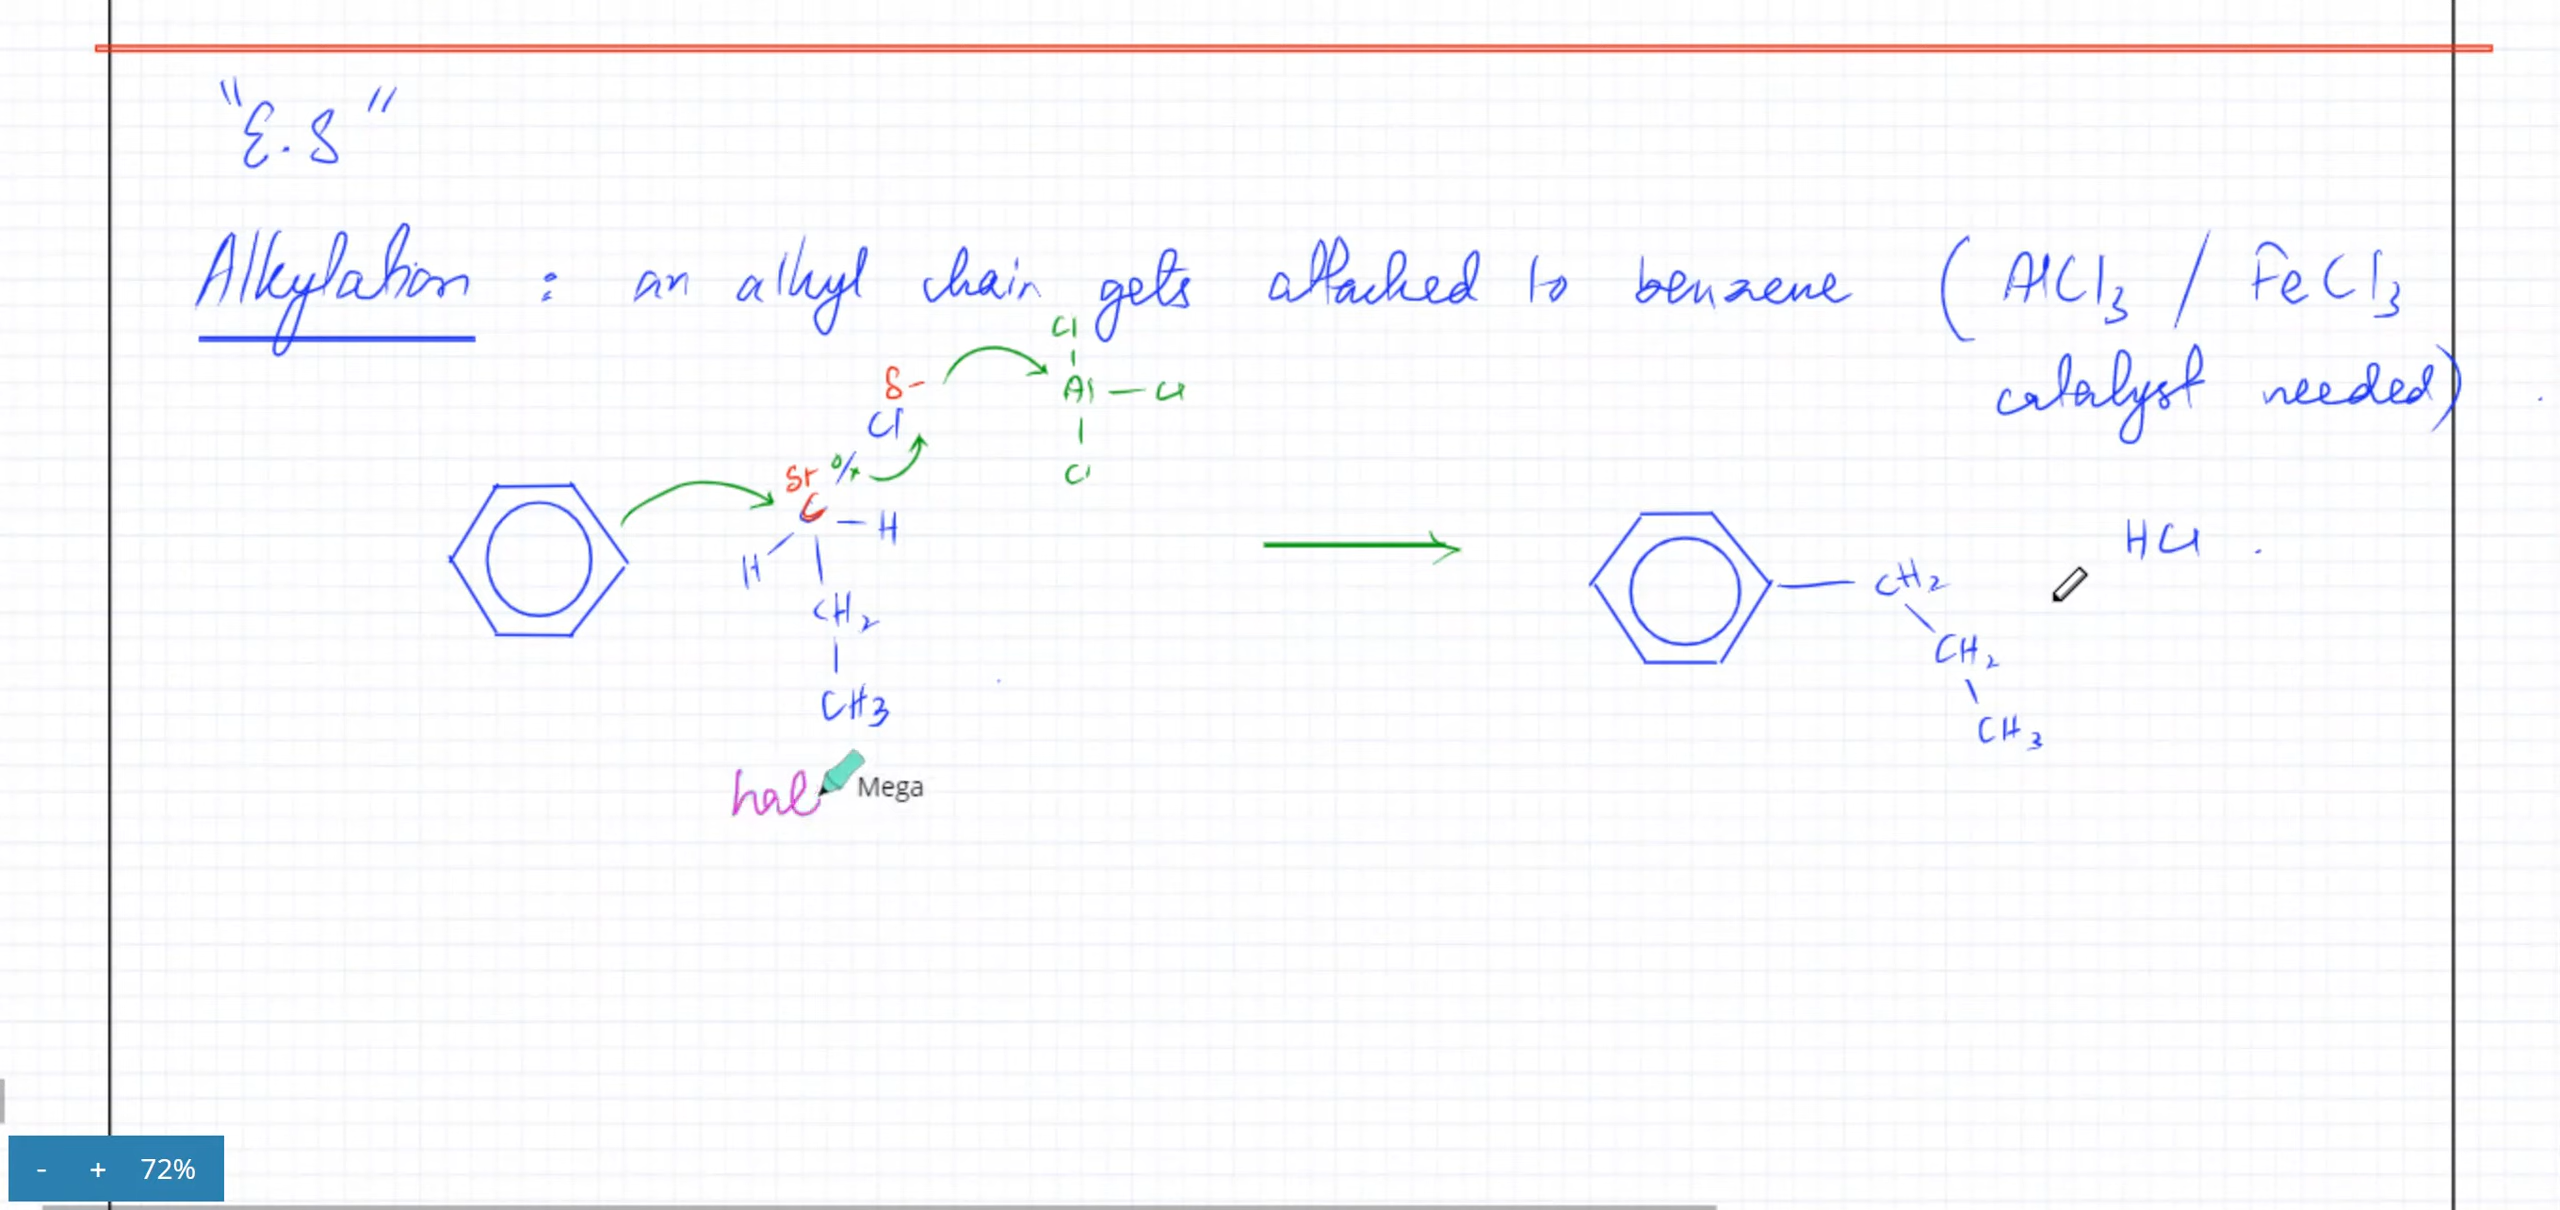 "E.S"
Alkylation : an alkyl chain gets attached to benzene ( AlCl3 / FeCl3
catalyst needed) .
Cl
δ-
Al — Cl
Cl
δ+
C — H
Cl
H
CH2
CH3
HCl .
CH2
CH2
CH3
hal
Mega
- + 72%